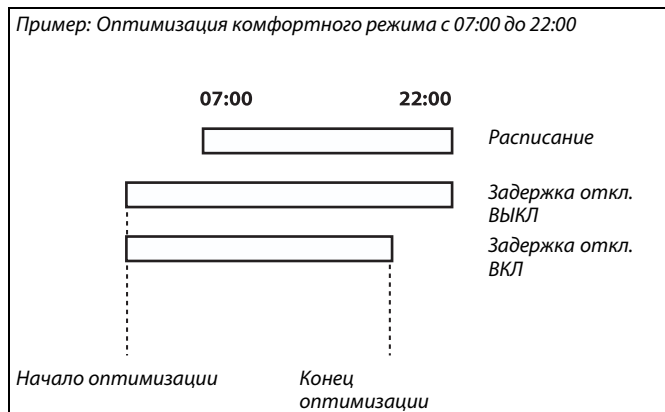 Пример: Оптимизация комфортного режима с 07:00 до 22:00
07:00 22:00
Расписание
Задержка откл.
ВЫКЛ
Задержка откл.
ВКЛ
Начало оптимизации Конец
оптимизации